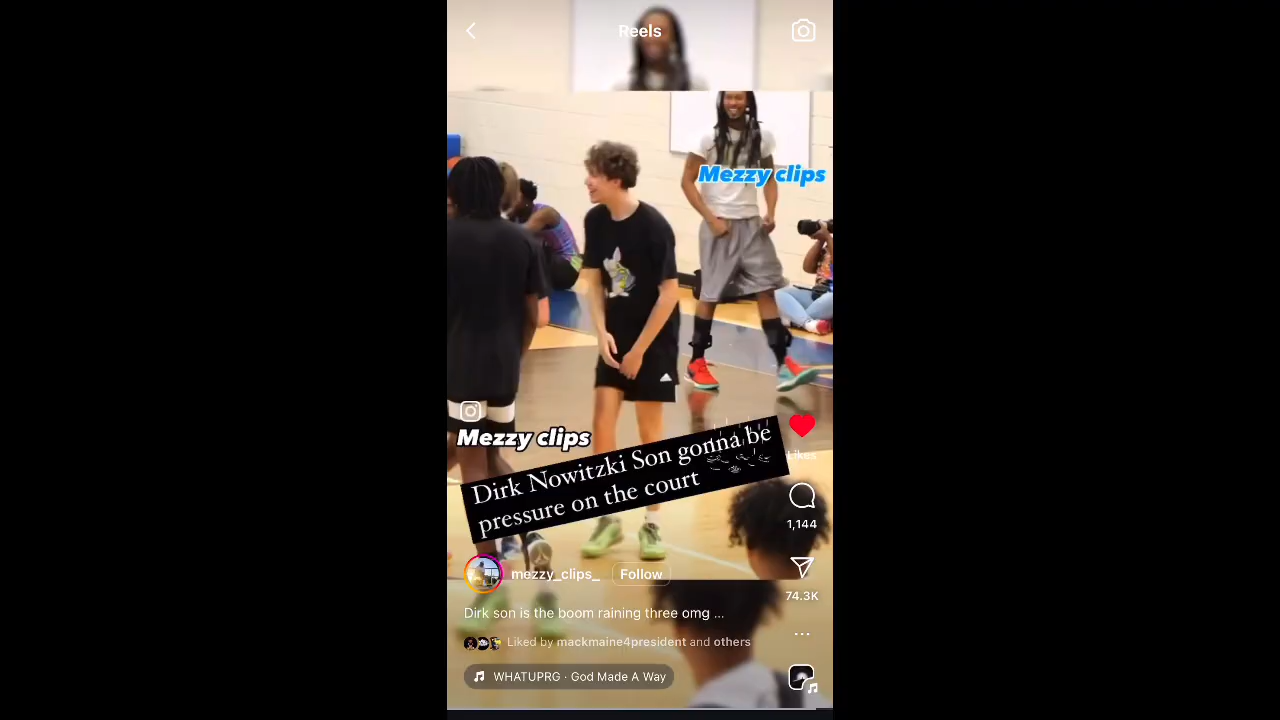 Reels
Mezzy clips
Mezzy clips
Dirk Nowitzki Son gonna be
pressure on the court
Likes
1,144
74.3K
mezzy_clips_
Follow
Dirk son is the boom raining three omg ...
Liked by mackmaine4president and others
WHATUPRG · God Made A Way